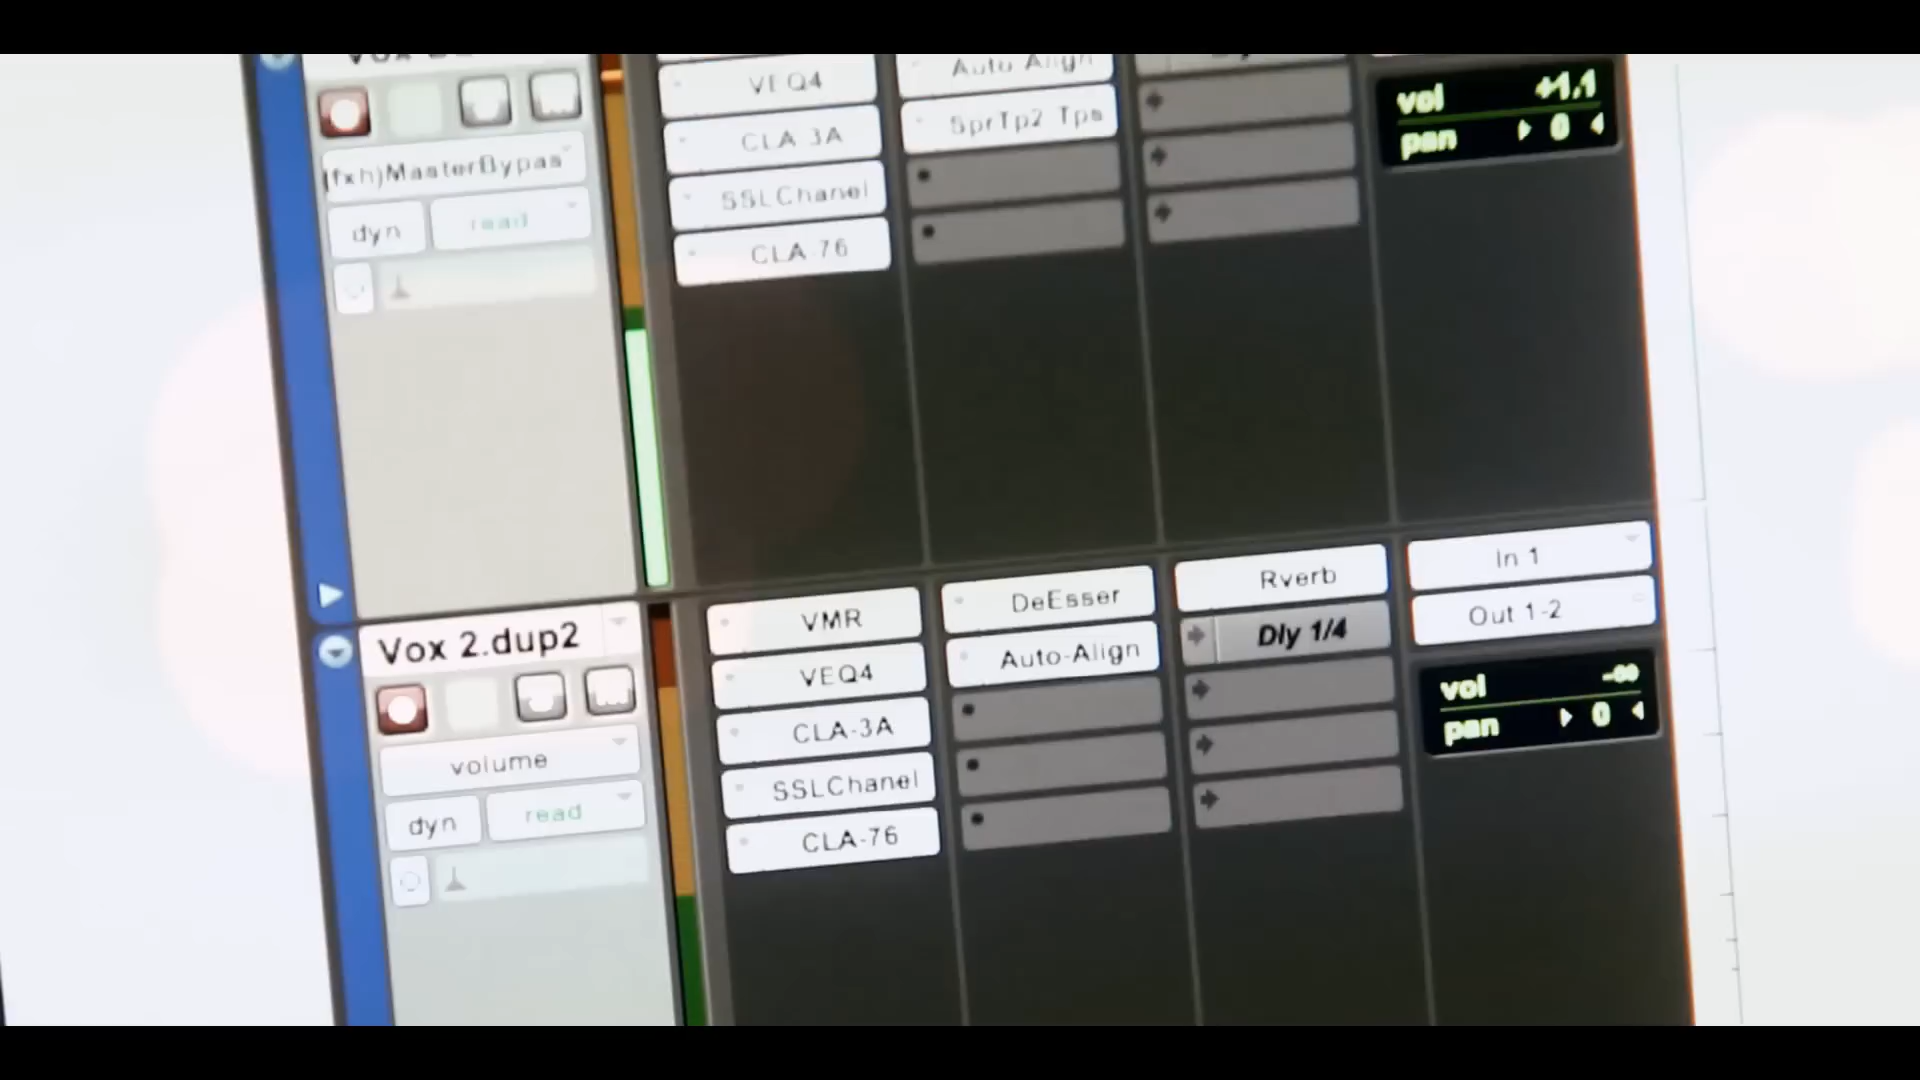 VEQ4
Auto Align
vol +1.1
CLA 3A
SprTp2 Tps
pan 0
(fxh)MasterBypas
SSLChanel
dyn read
CLA 76
In 1
Rverb
DeEsser
VMR
Out 1-2
Dly 1/4
Vox 2.dup2
Auto-Align
VEQ4
vol -∞
pan 0
CLA-3A
volume
SSLChanel
dyn read
CLA-76